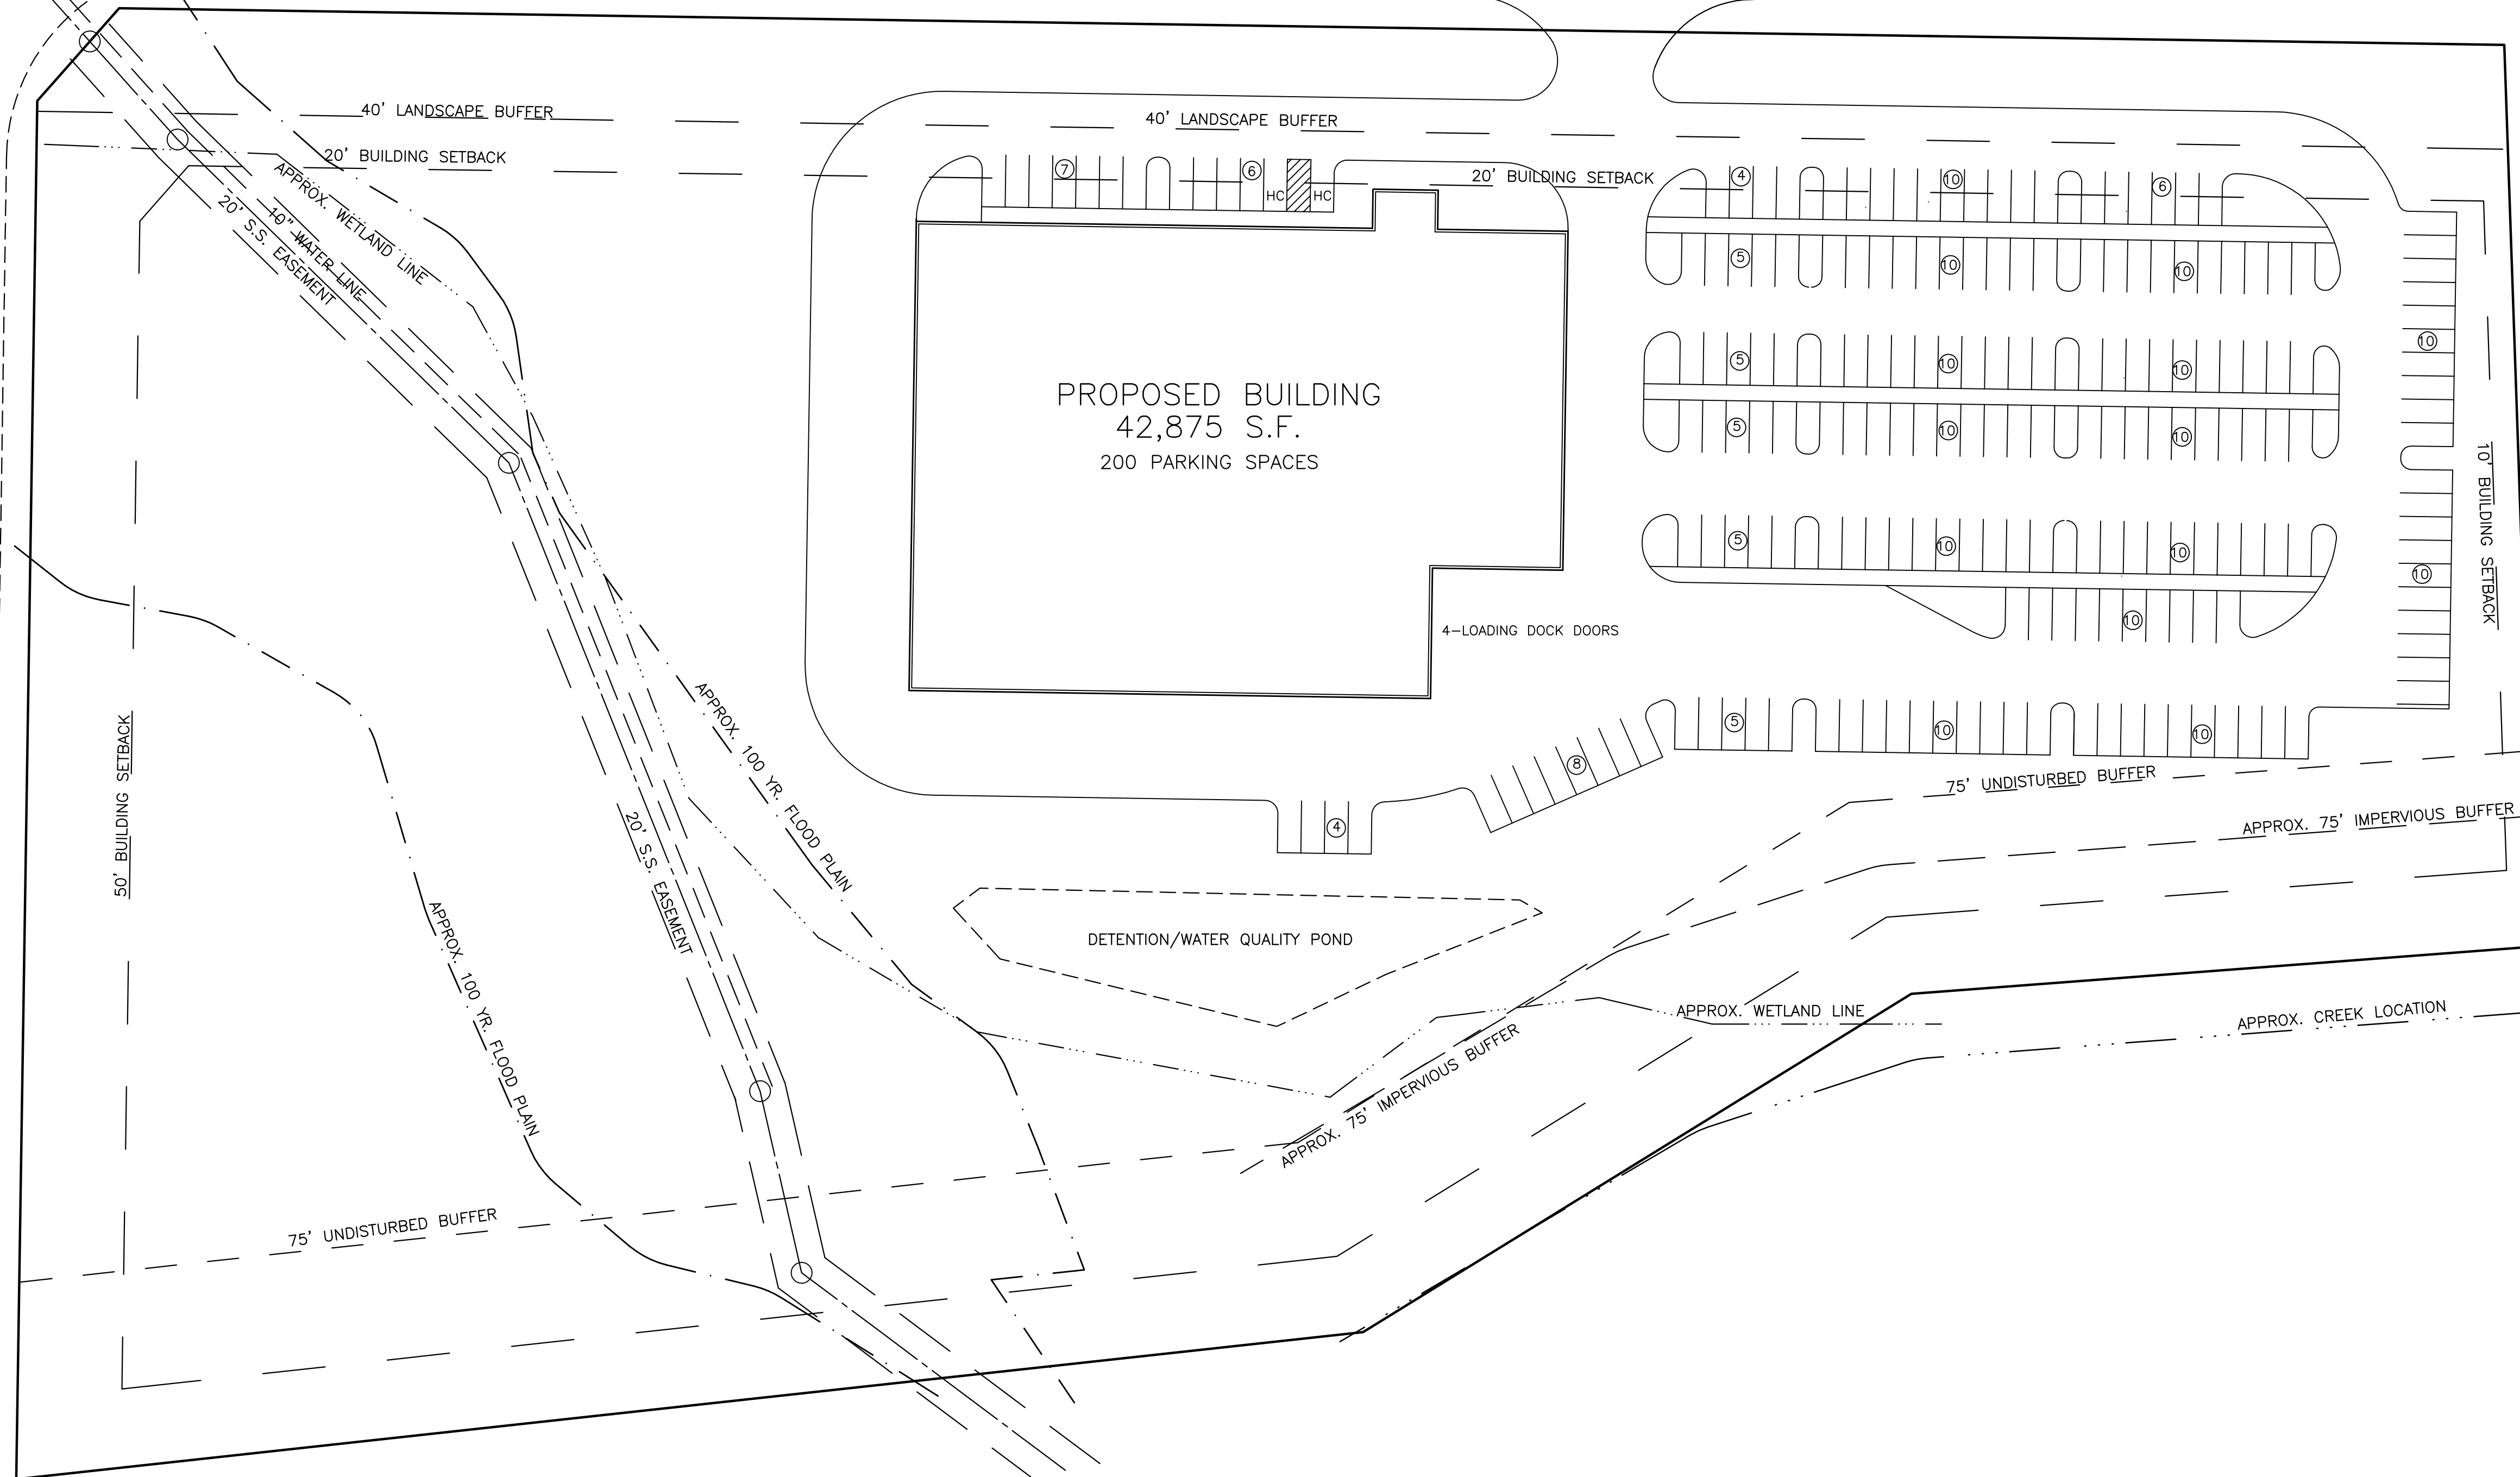 40' LANDSCAPE BUFFER
40' LANDSCAPE BUFFER
20' BUILDING SETBACK
20' BUILDING SETBACK
APPROX. WETLAND LINE
10" WATER LINE
20' S.S. EASEMENT
7
6
HC
HC
4
10
6
5
10
10
5
10
10
5
10
10
5
10
10
10
10
10
10' BUILDING SETBACK
PROPOSED BUILDING
42,875 S.F.
200 PARKING SPACES
4-LOADING DOCK DOORS
5
10
10
8
4
50' BUILDING SETBACK
APPROX. 100 YR. FLOOD PLAIN
20' S.S. EASEMENT
APPROX. 100 YR. FLOOD PLAIN
75' UNDISTURBED BUFFER
APPROX. 75' IMPERVIOUS BUFFER
DETENTION/WATER QUALITY POND
APPROX. WETLAND LINE
APPROX. CREEK LOCATION
APPROX. 75' IMPERVIOUS BUFFER
75' UNDISTURBED BUFFER